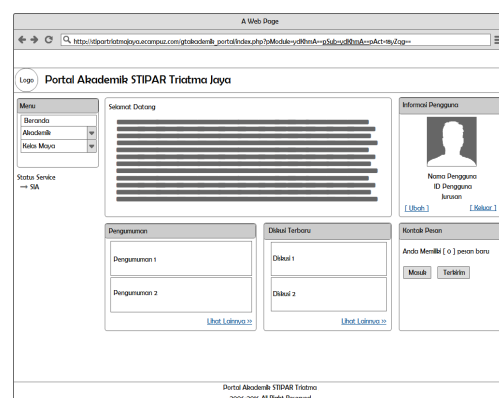 A Web Page
http://stipartriatmajaya.ecampuz.com/gtakademik_portal/index.php?pModule=ydKhmA==pSub=ydKhmA==pAct=18yZqg==
Logo
Portal Akademik STIPAR Triatma Jaya
Menu
Beranda
Akademik
Kelas Maya
Status Service
→ SIA
Selamat Datang
Informasi Pengguna
Nama Pengguna
ID Pengguna
Jurusan
[ Ubah ]
[ Keluar ]
Pengumuman
Pengumuman 1
Pengumuman 2
Lihat Lainnya >>
Diskusi Terbaru
Diskusi 1
Diskusi 2
Lihat Lainnya >>
Kontak Pesan
Anda Memiliki [ 0 ] pesan baru
Masuk
Terkirim
Portal Akademik STIPAR Triatma